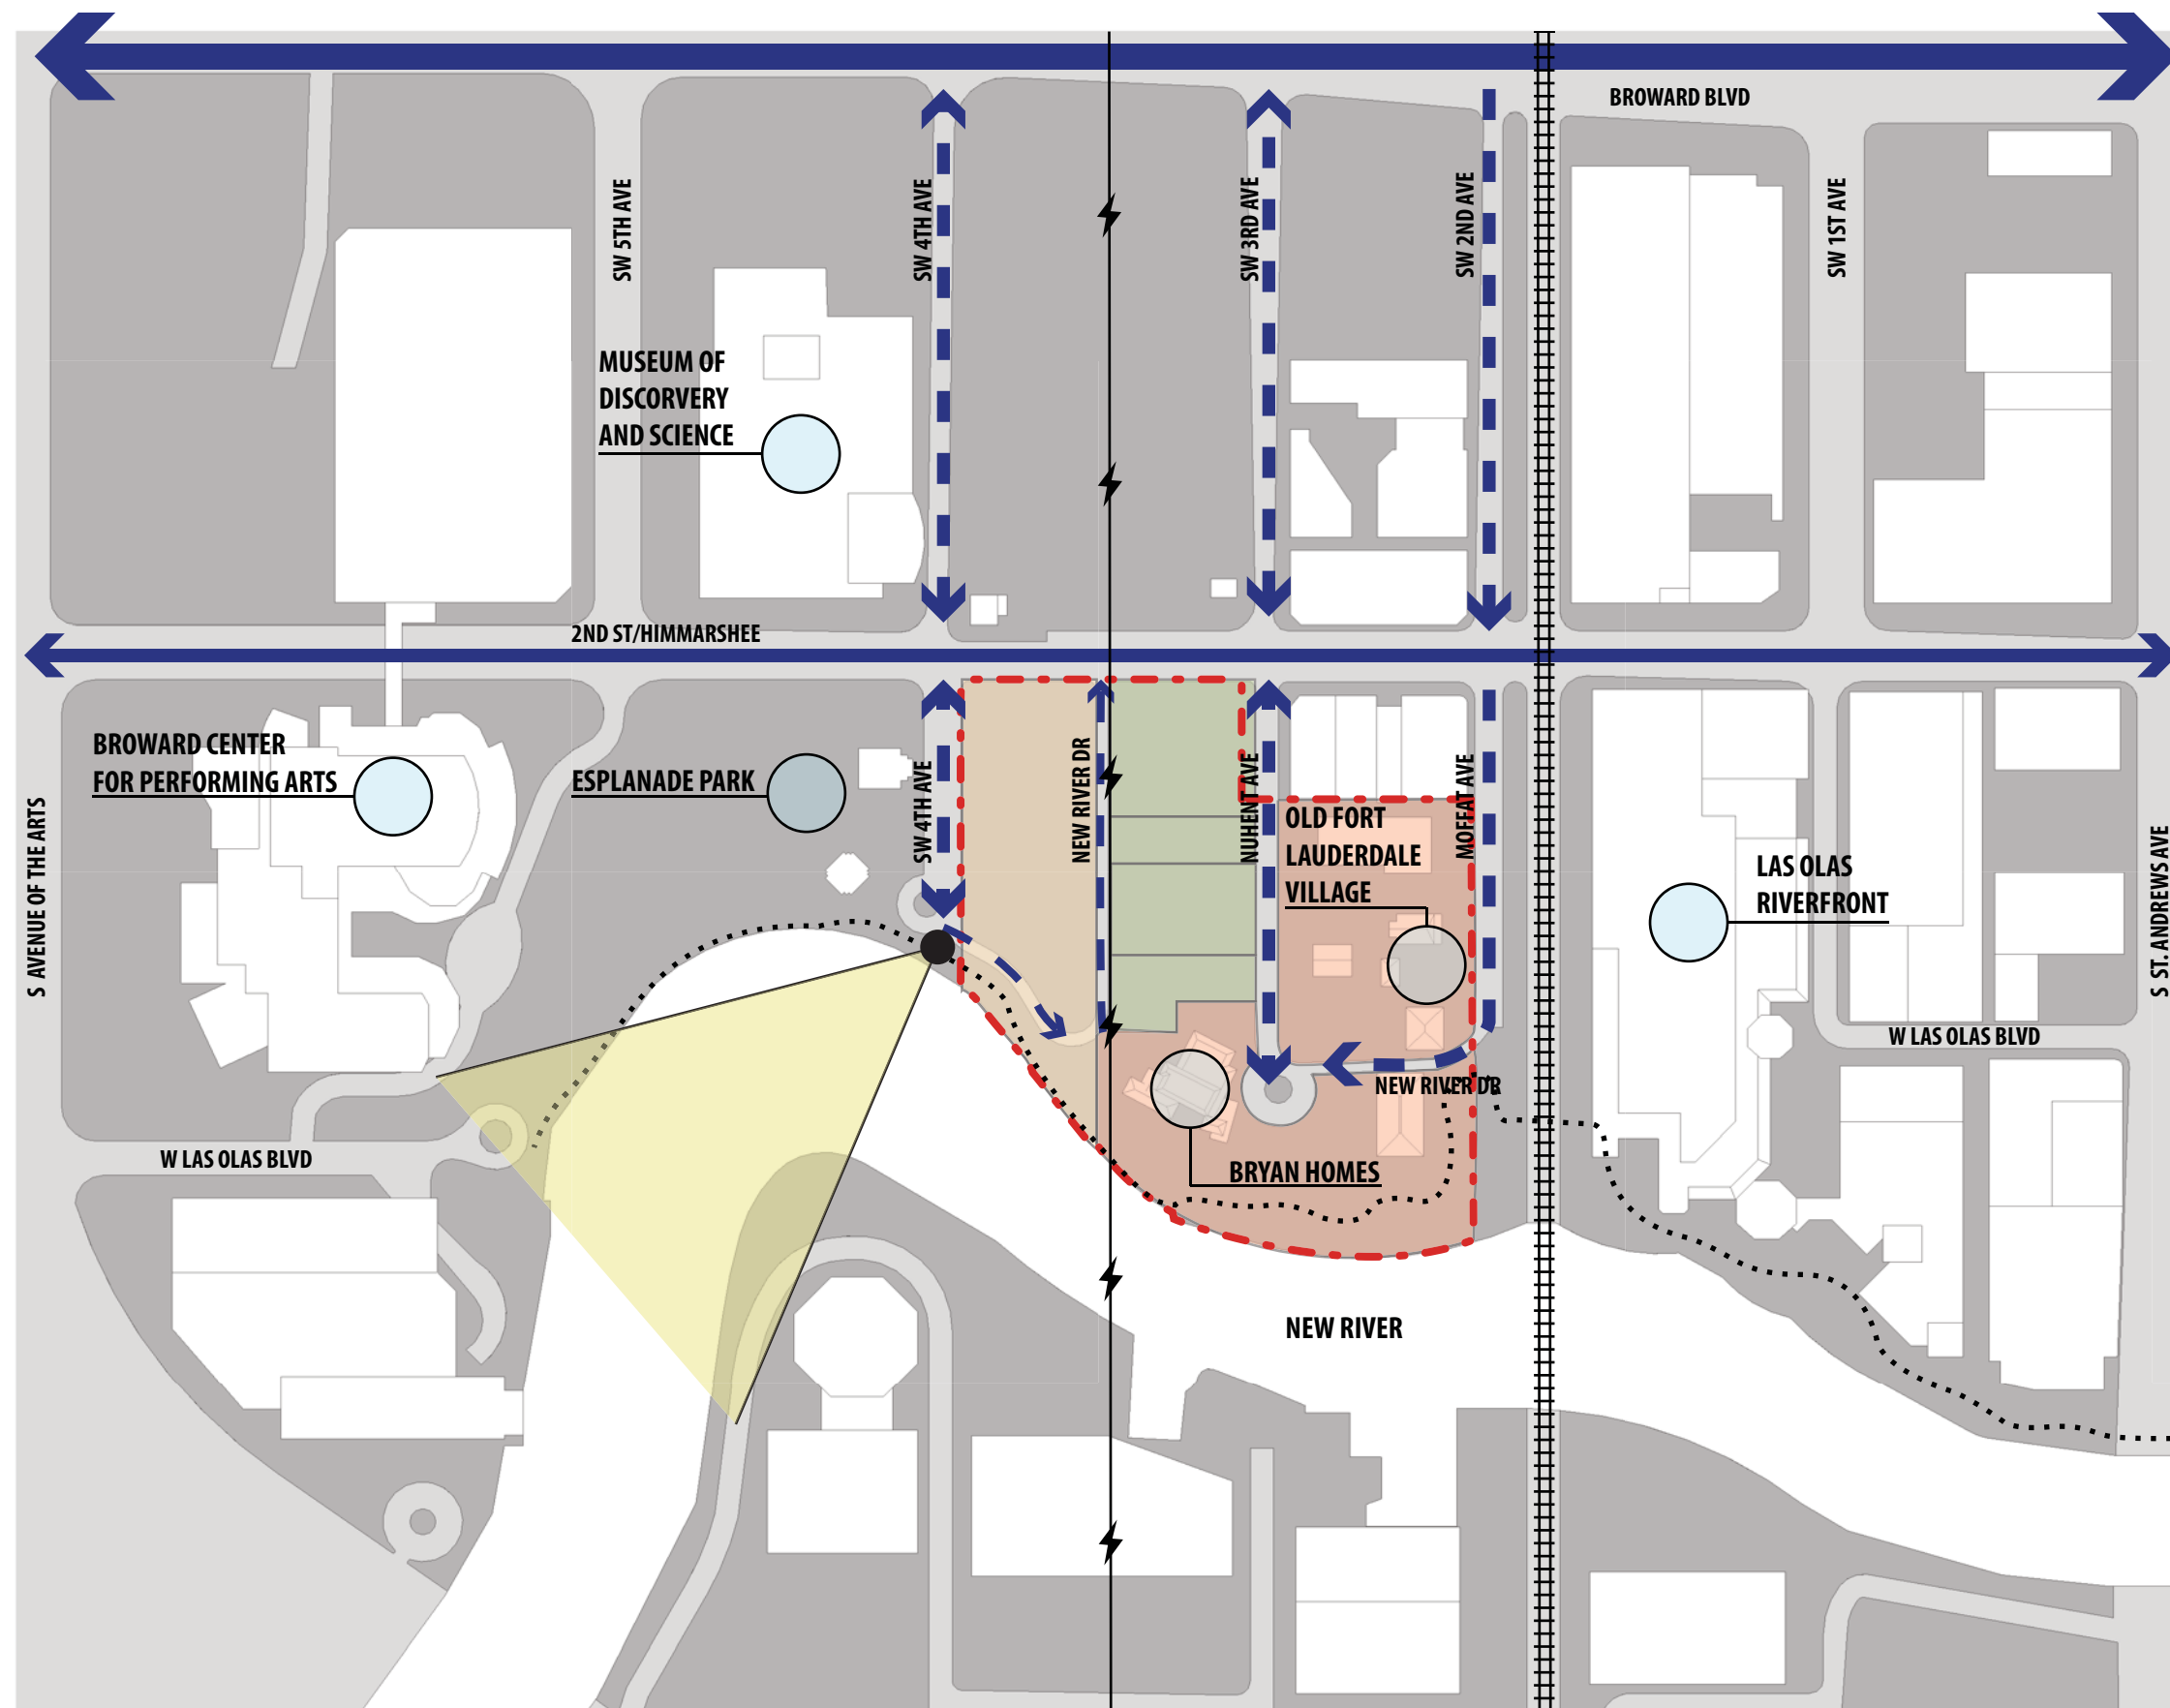 BROWARD BLVD
SW 5TH AVE
SW 4TH AVE
SW 3RD AVE
SW 2ND AVE
SW 1ST AVE
MUSEUM OF
DISCORVERY
AND SCIENCE
2ND ST/HIMMARSHEE
BROWARD CENTER
FOR PERFORMING ARTS
ESPLANADE PARK
SW 4TH AVE
NEW RIVER DR
NUHENT AVE
OLD FORT
LAUDERDALE
VILLAGE
MOFFAT AVE
LAS OLAS
RIVERFRONT
S AVENUE OF THE ARTS
S ST. ANDREWS AVE
W LAS OLAS BLVD
NEW RIVER DR
W LAS OLAS BLVD
BRYAN HOMES
NEW RIVER